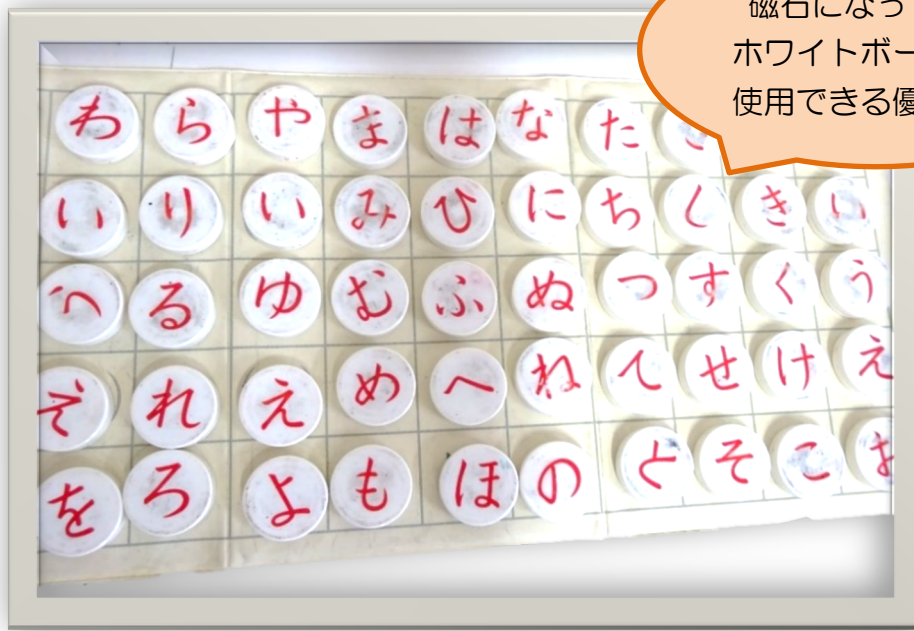 磁石になっ
ホワイトボー
使用できる優
わ ら や ま は な た
い り い み ひ に ち し き い
る ゆ む ふ ぬ つ す く う
れ え め へ ね て せ け え
を ろ よ も ほ の と そ こ お